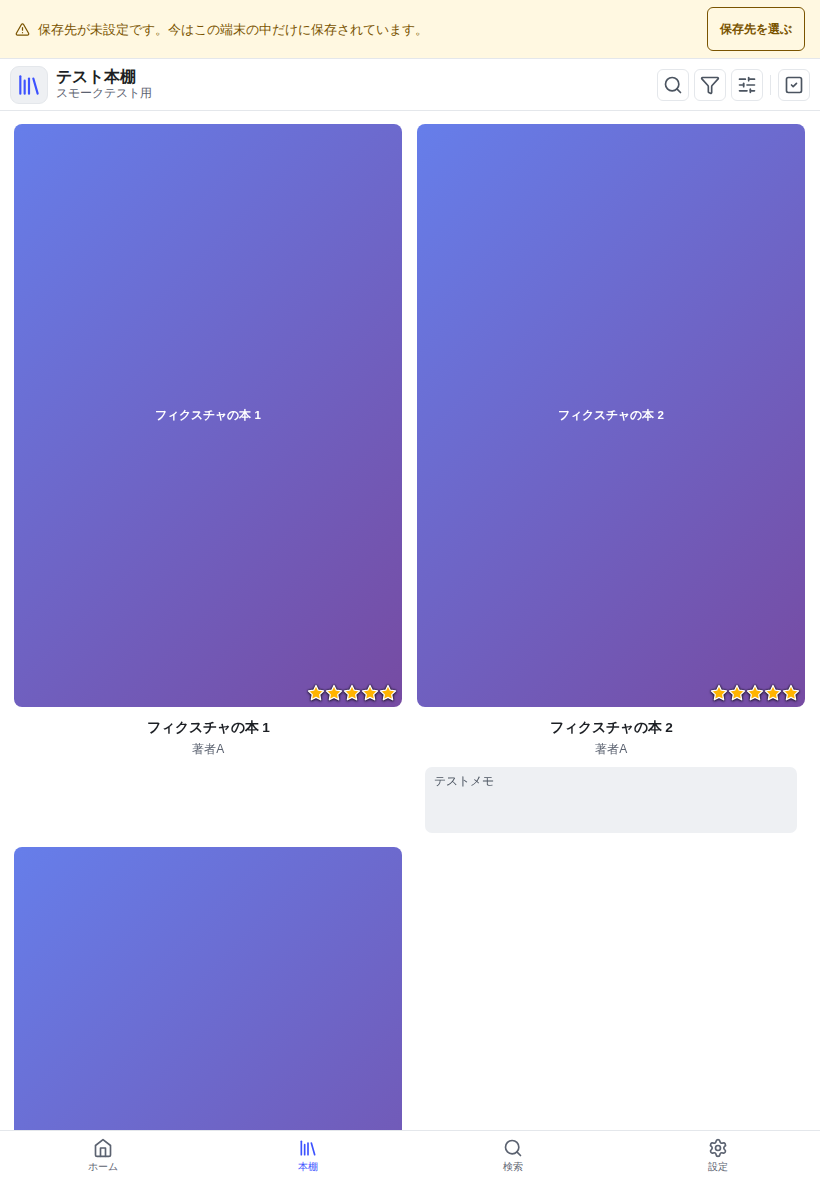 保存先が未設定です。今はこの端末の中だけに保存されています。
保存先を選ぶ
テスト本棚
スモークテスト用
フィクスチャの本 1
フィクスチャの本 2
フィクスチャの本 1
著者A
フィクスチャの本 2
著者A
テストメモ
ホーム
本棚
検索
設定